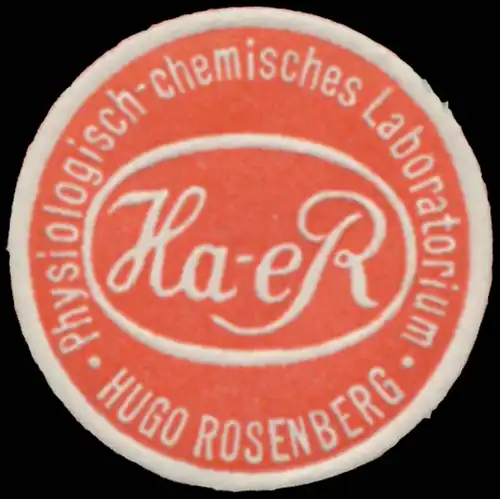 Physiologisch-chemisches Laboratorium
Ha-eR
• HUGO ROSENBERG •